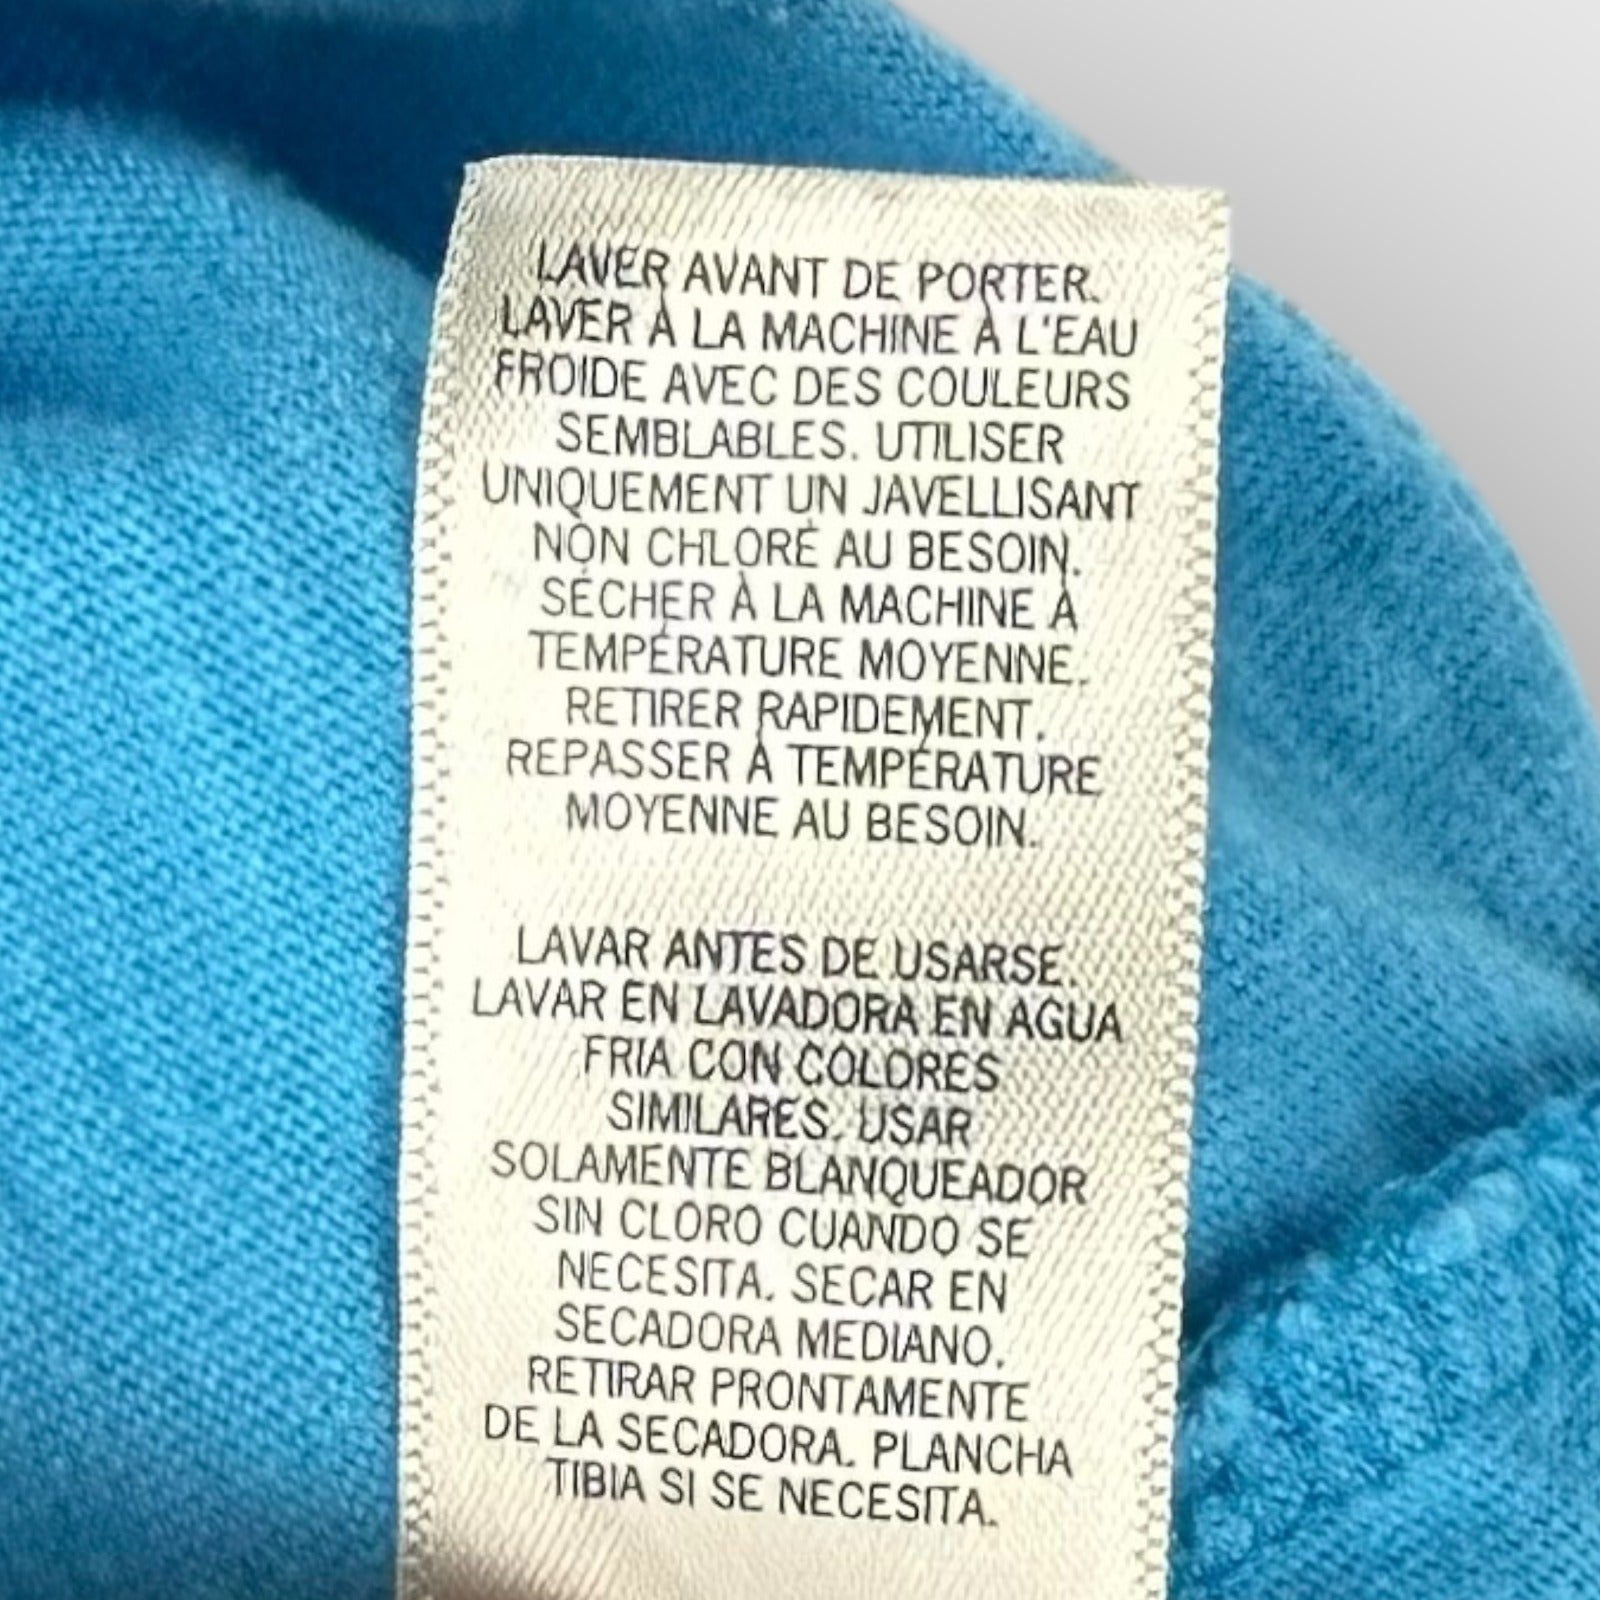 LAVER AVANT DE PORTER.
LAVER À LA MACHINE À L'EAU
FROIDE AVEC DES COULEURS
SEMBLABLES. UTILISER
UNIQUEMENT UN JAVELLISANT
NON CHLORÉ AU BESOIN.
SÉCHER À LA MACHINE À
TEMPÉRATURE MOYENNE.
RETIRER RAPIDEMENT.
REPASSER À TEMPÉRATURE
MOYENNE AU BESOIN.
LAVAR ANTES DE USARSE.
LAVAR EN LAVADORA EN AGUA
FRIA CON COLORES
SIMILARES. USAR
SOLAMENTE BLANQUEADOR
SIN CLORO CUANDO SE
NECESITA. SECAR EN
SECADORA MEDIANO.
RETIRAR PRONTAMENTE
DE LA SECADORA. PLANCHA
TIBIA SI SE NECESITA.